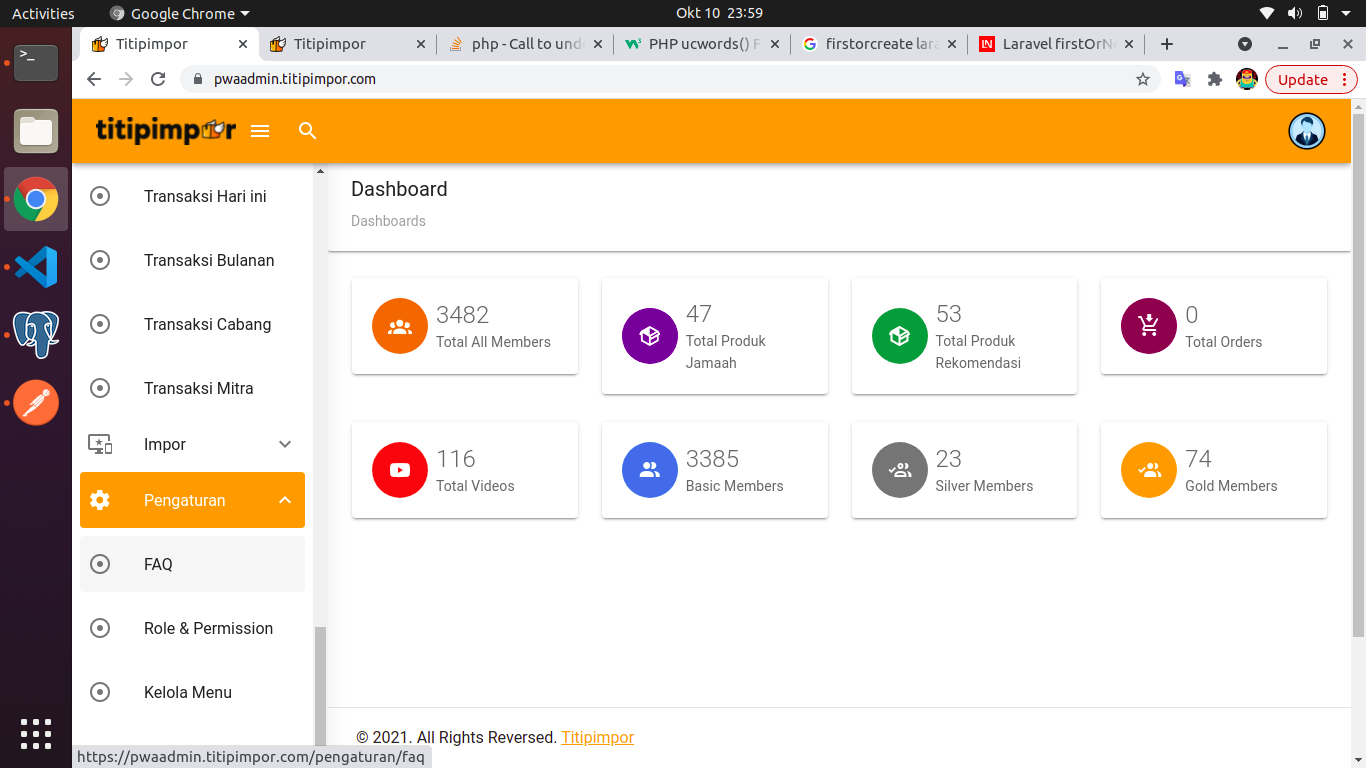 Activities
Google Chrome
Okt 10 23:59
Titipimpor
Titipimpor
php - Call to unde
PHP ucwords() F
firstorcreate lara
Laravel firstOrNe
pwaadmin.titipimpor.com
Update
titipimpor
Transaksi Hari ini
Transaksi Bulanan
Transaksi Cabang
Transaksi Mitra
Impor
Pengaturan
FAQ
Role & Permission
Kelola Menu
Dashboard
Dashboards
3482
Total All Members
47
Total Produk
Jamaah
53
Total Produk
Rekomendasi
0
Total Orders
116
Total Videos
3385
Basic Members
23
Silver Members
74
Gold Members
© 2021. All Rights Reversed. Titipimpor
https://pwaadmin.titipimpor.com/pengaturan/faq